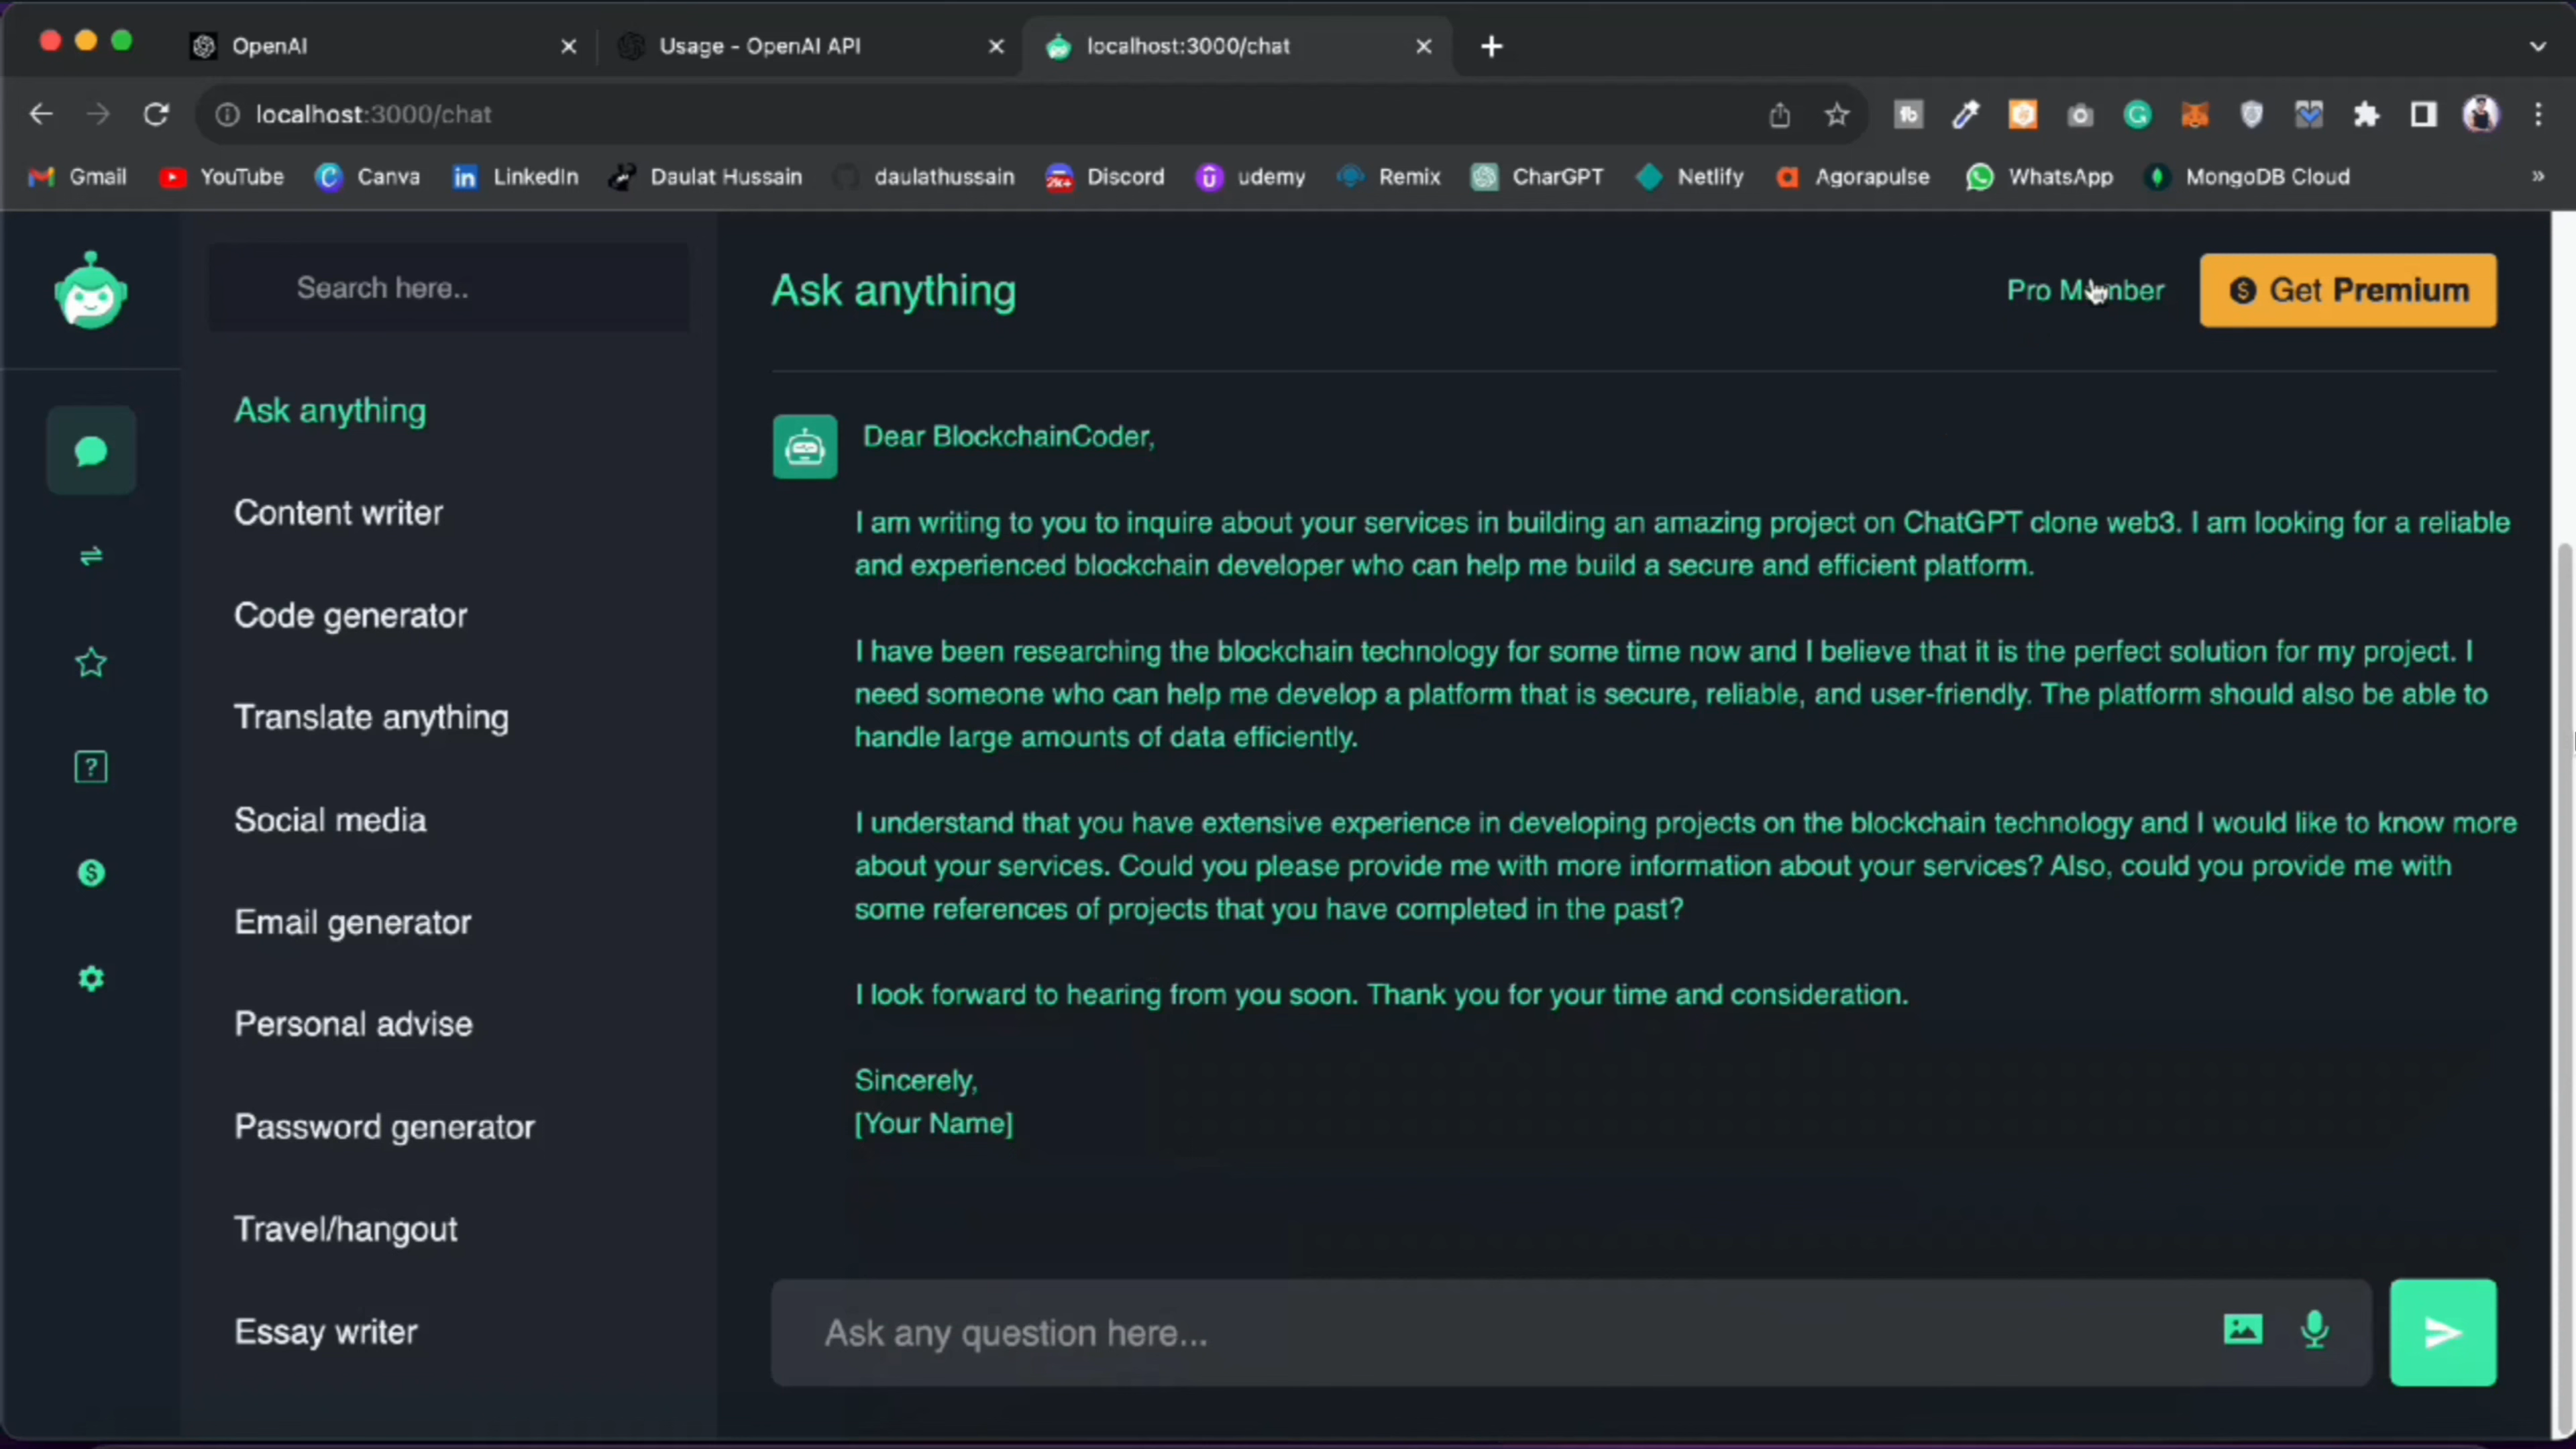 OpenAI
Usage - OpenAI API
localhost:3000/chat
localhost:3000/chat
Gmail
YouTube
Canva
LinkedIn
Daulat Hussain
daulathussain
Discord
udemy
Remix
CharGPT
Netlify
Agorapulse
WhatsApp
MongoDB Cloud
Search here..
Ask anything
Content writer
Code generator
Translate anything
Social media
Email generator
Personal advise
Password generator
Travel/hangout
Essay writer
Ask anything
Pro Member
Get Premium
Dear BlockchainCoder,
I am writing to you to inquire about your services in building an amazing project on ChatGPT clone web3. I am looking for a reliable
and experienced blockchain developer who can help me build a secure and efficient platform.
I have been researching the blockchain technology for some time now and I believe that it is the perfect solution for my project. I
need someone who can help me develop a platform that is secure, reliable, and user-friendly. The platform should also be able to
handle large amounts of data efficiently.
I understand that you have extensive experience in developing projects on the blockchain technology and I would like to know more
about your services. Could you please provide me with more information about your services? Also, could you provide me with
some references of projects that you have completed in the past?
I look forward to hearing from you soon. Thank you for your time and consideration.
Sincerely,
[Your Name]
Ask any question here...